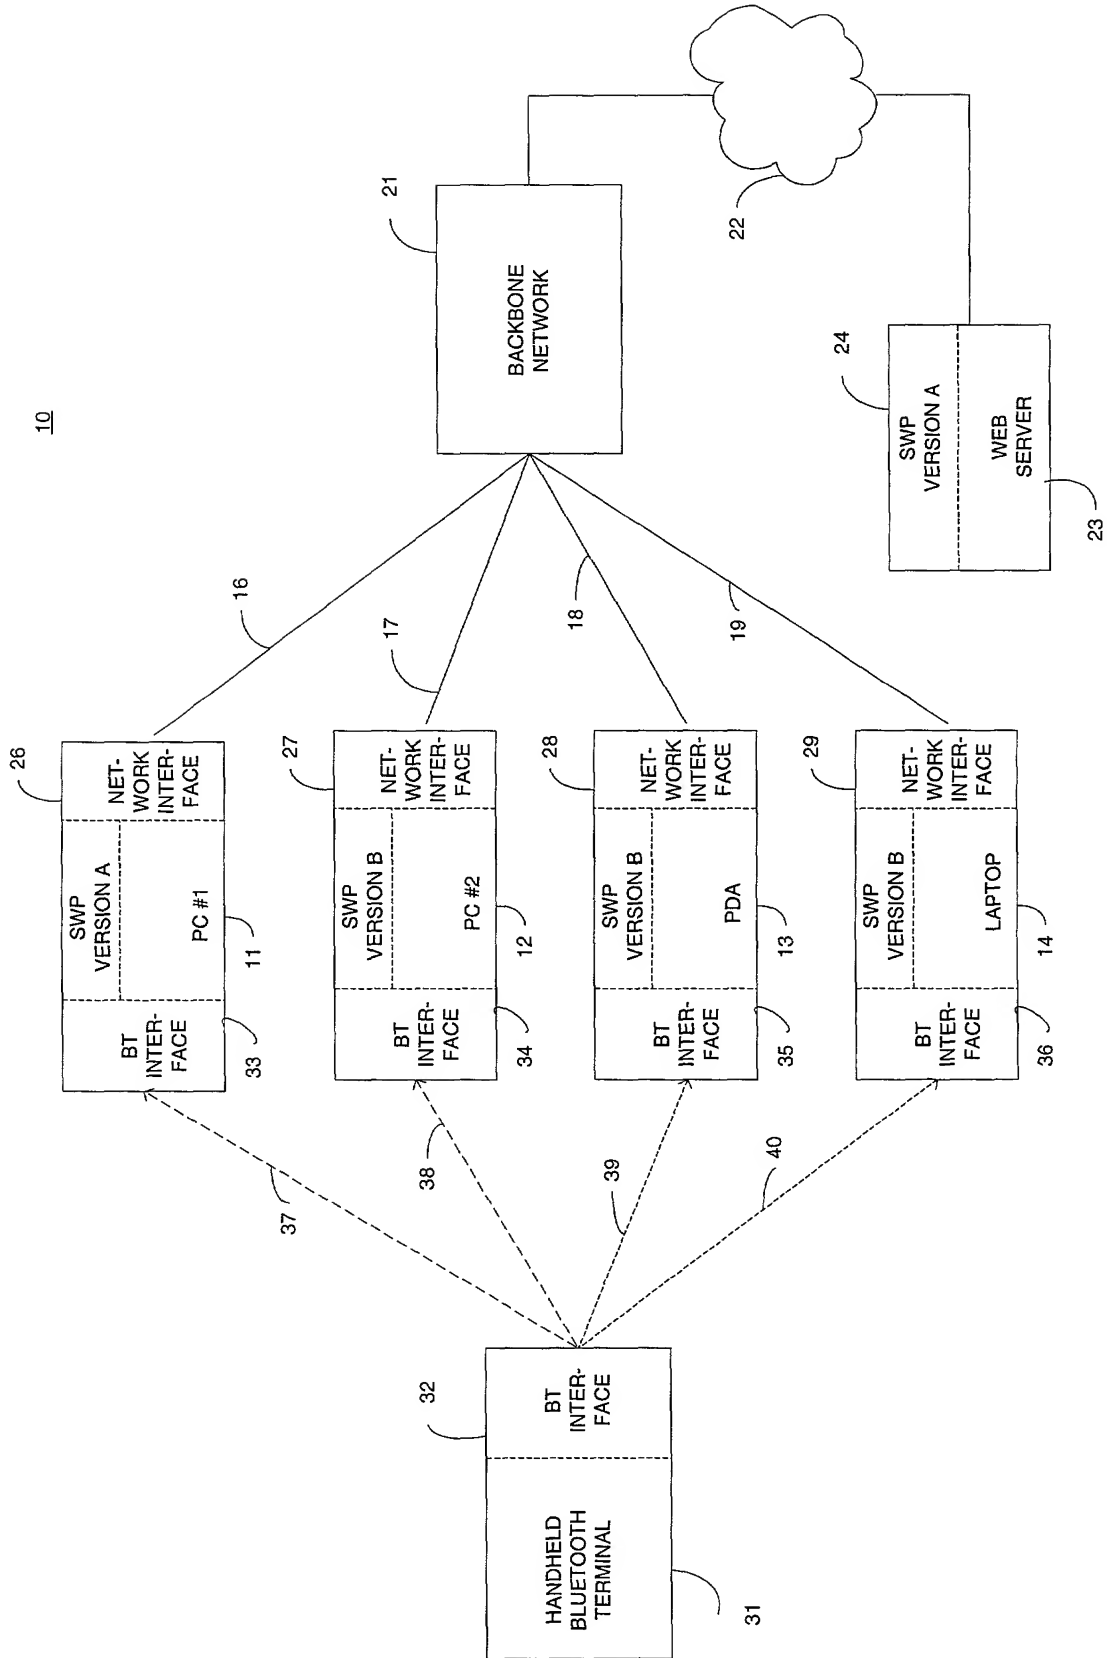 10
HANDHELD
BLUETOOTH
TERMINAL
31
BT
INTER-
FACE
32
37
38
39
40
BT
INTER-
FACE
33
SWP
VERSION A
PC #1
11
NET-
WORK
INTER-
FACE
26
BT
INTER-
FACE
34
SWP
VERSION B
PC #2
12
NET-
WORK
INTER-
FACE
27
BT
INTER-
FACE
35
SWP
VERSION B
PDA
13
NET-
WORK
INTER-
FACE
28
BT
INTER-
FACE
36
SWP
VERSION B
LAPTOP
14
NET-
WORK
INTER-
FACE
29
16
17
18
19
BACKBONE
NETWORK
21
22
SWP
VERSION A
24
WEB
SERVER
23